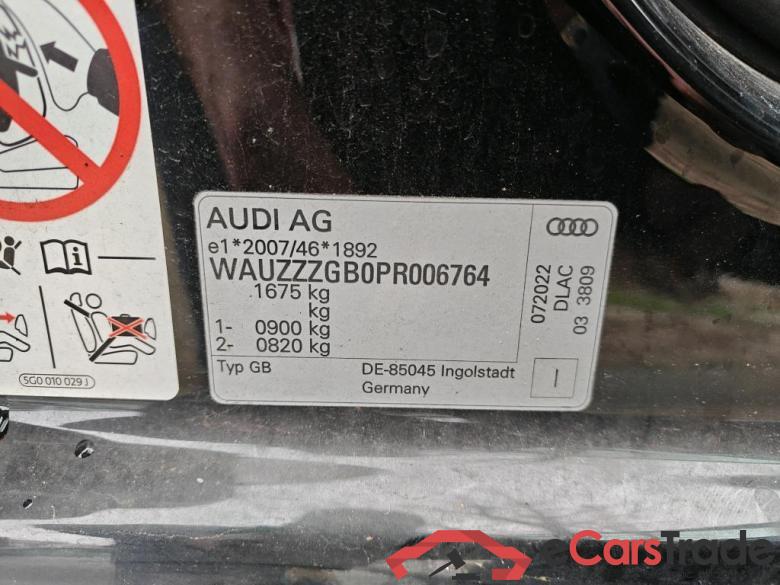 AUDI AG
e1*2007/46*1892
WAUZZZGB0PR006764
1675 kg
kg
1- 0900 kg
2- 0820 kg
Typ GB
DE-85045 Ingolstadt
Germany
072022
DLAC
03 3809
I
5G0 010 029 J
eCarsTrade